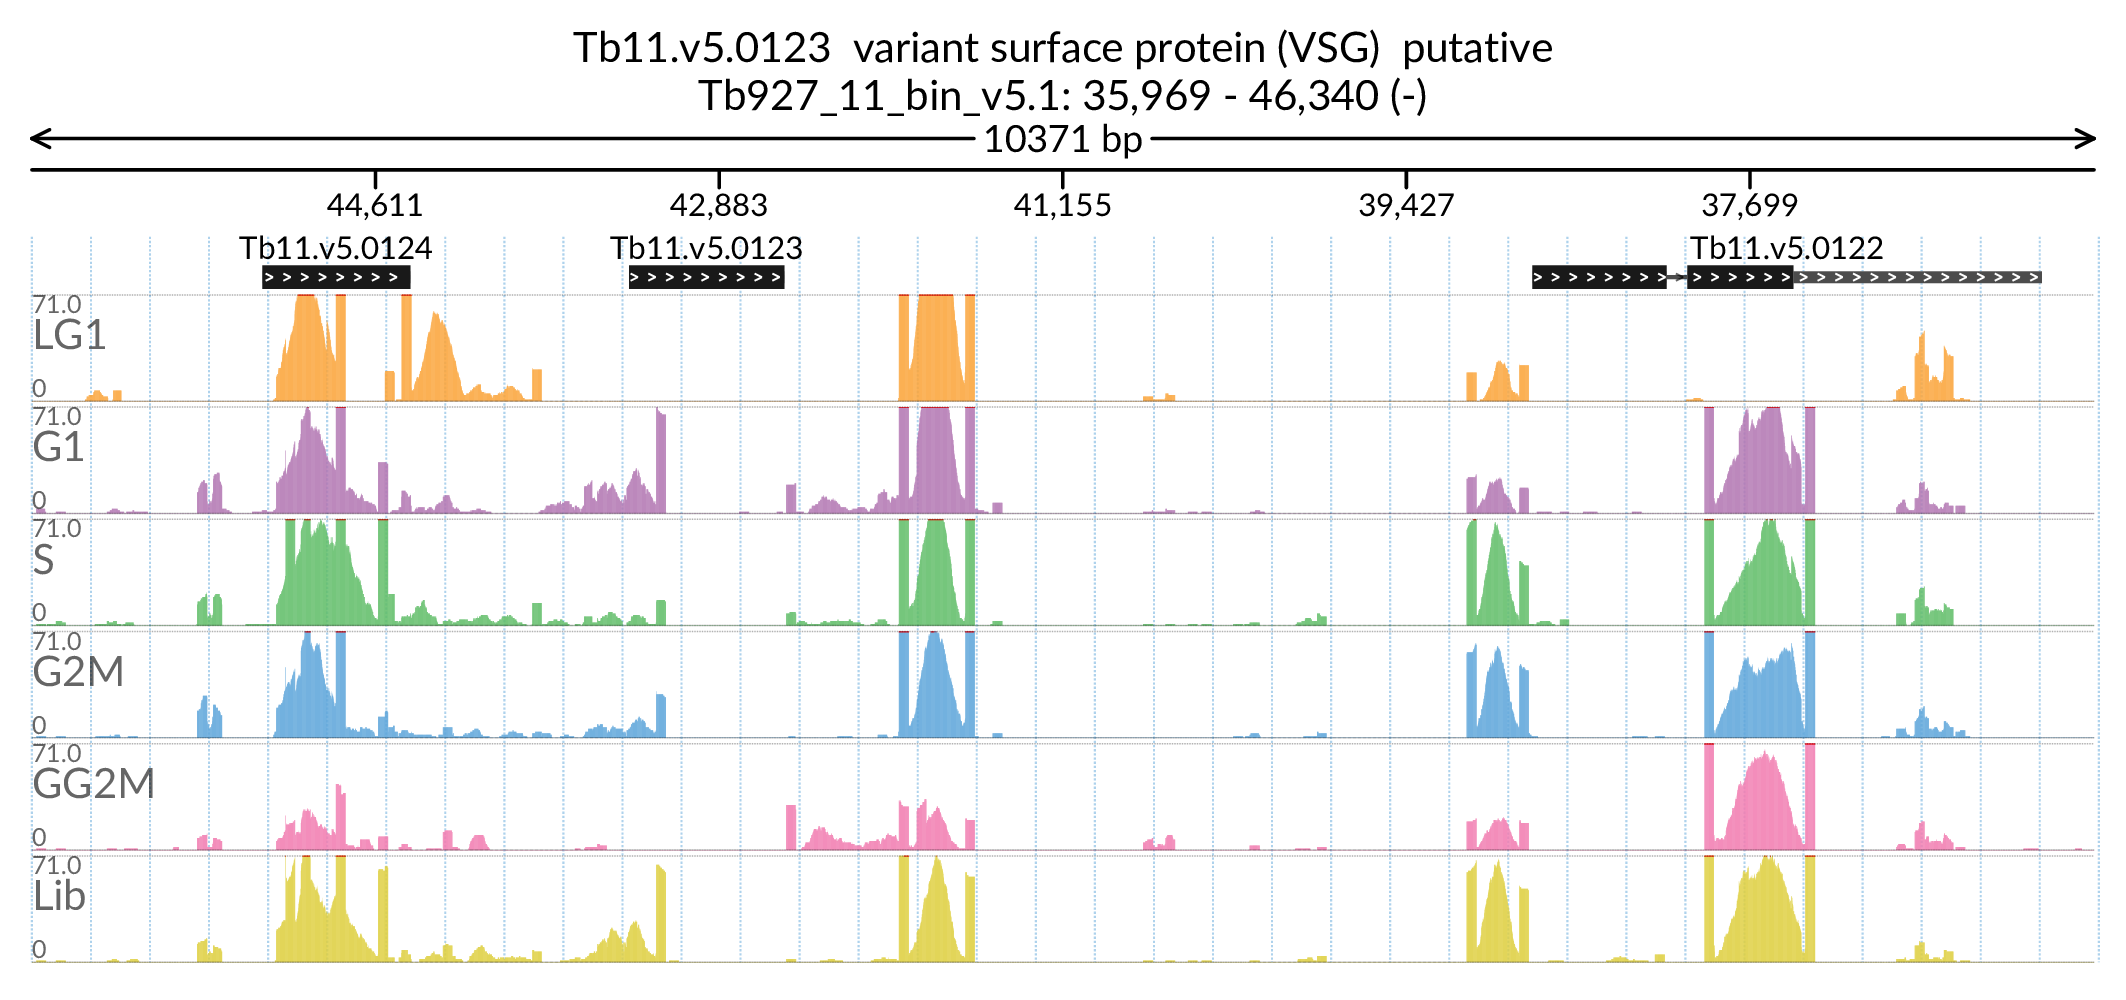 Tb11.v5.0123  variant surface protein (VSG)  putative
Tb927_11_bin_v5.1: 35,969 - 46,340 (-)
10371 bp
44,611 42,883 41,155 39,427 37,699
Tb11.v5.0124 Tb11.v5.0123 Tb11.v5.0122
71.0
LG1
0
71.0
G1
0
71.0
S
0
71.0
G2M
0
71.0
GG2M
0
71.0
Lib
0